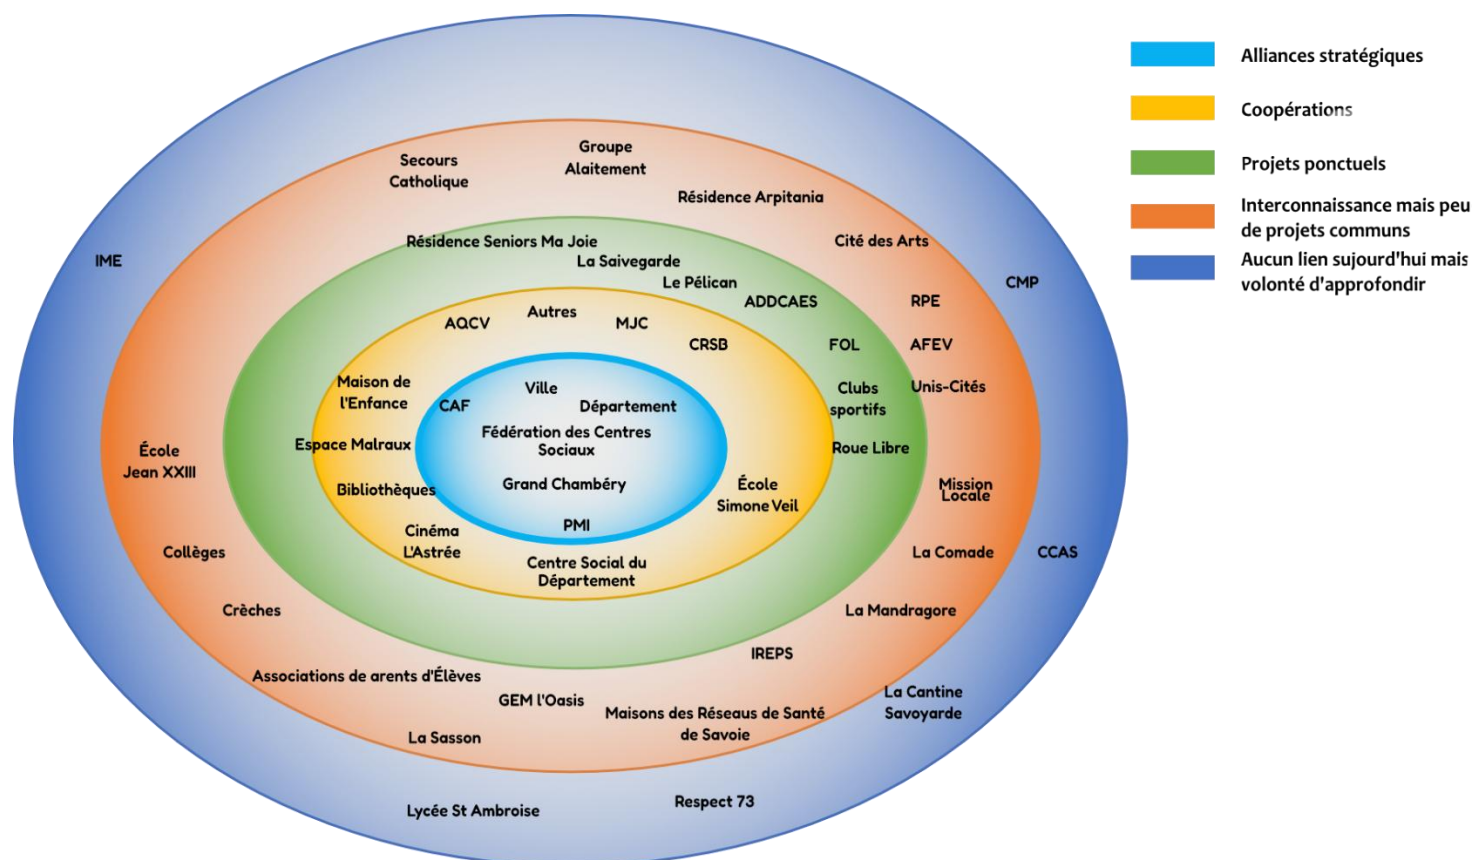 Alliances stratégiques
Coopérations
Projets ponctuels
Interconnaissance mais peu
de projets communs
Aucun lien sujourd'hui mais
volonté d'approfondir
Groupe
Alaitement
Secours
Catholique
Résidence Arpitania
Cité des Arts
Résidence Seniors Ma Joie
La Saivegarde
IME
Le Pélican
CMP
ADDCAES
RPE
Autres
AQCV
MJC
CRSB
FOL
AFEV
Maison de
l'Enfance
Ville
CAF
Département
Clubs
sportifs
Unis-Cités
Fédération des Centres
Sociaux
Espace Malraux
Roue Libre
École
Jean XXIII
Grand Chambéry
Bibliothèques
École
Simone Veil
Mission
Locale
PMI
Cinéma
L'Astrée
Collèges
La Comade
CCAS
Centre Social du
Département
Crèches
La Mandragore
IREPS
Associations de arents d'Élèves
GEM l'Oasis
La Cantine
Savoyarde
Maisons des Réseaus de Santé
de Savoie
La Sasson
Respect 73
Lycée St Ambroise